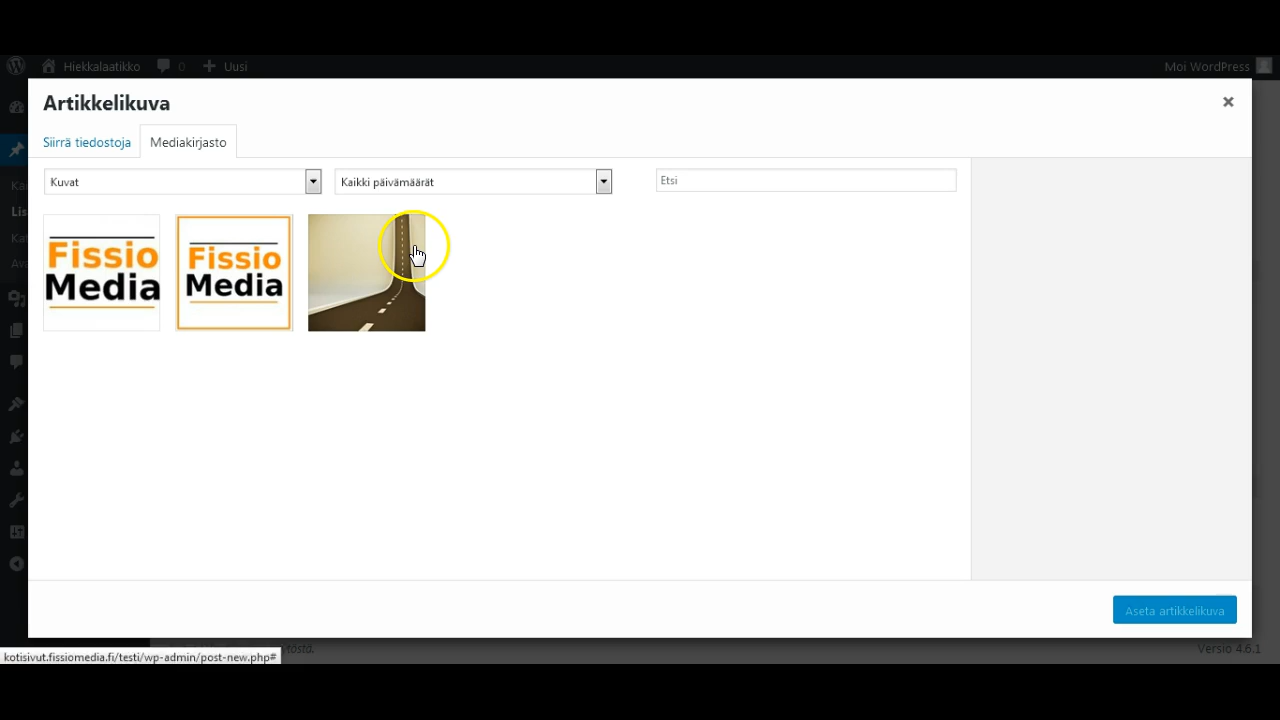 Hiekkalaatikko 0 Uusi Moi WordPress
Artikkelikuva
Siirrä tiedostoja Mediakirjasto
Kuvat Kaikki päivämäärät Etsi
Fissio
Media
Fissio
Media
Aseta artikkelikuva
kotisivut.fissiomedia.fi/testi/wp-admin/post-new.php#
Versio 4.6.1